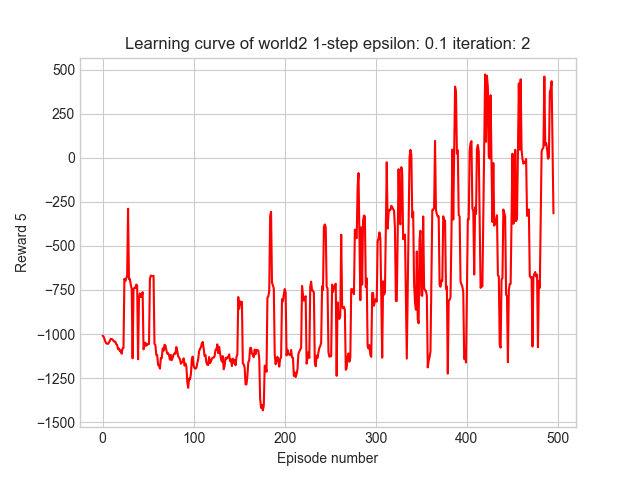 Learning curve of world2 1-step epsilon: 0.1 iteration: 2
500
250
0
−250
−500
−750
−1000
−1250
−1500
Reward 5
0 100 200 300 400 500
Episode number